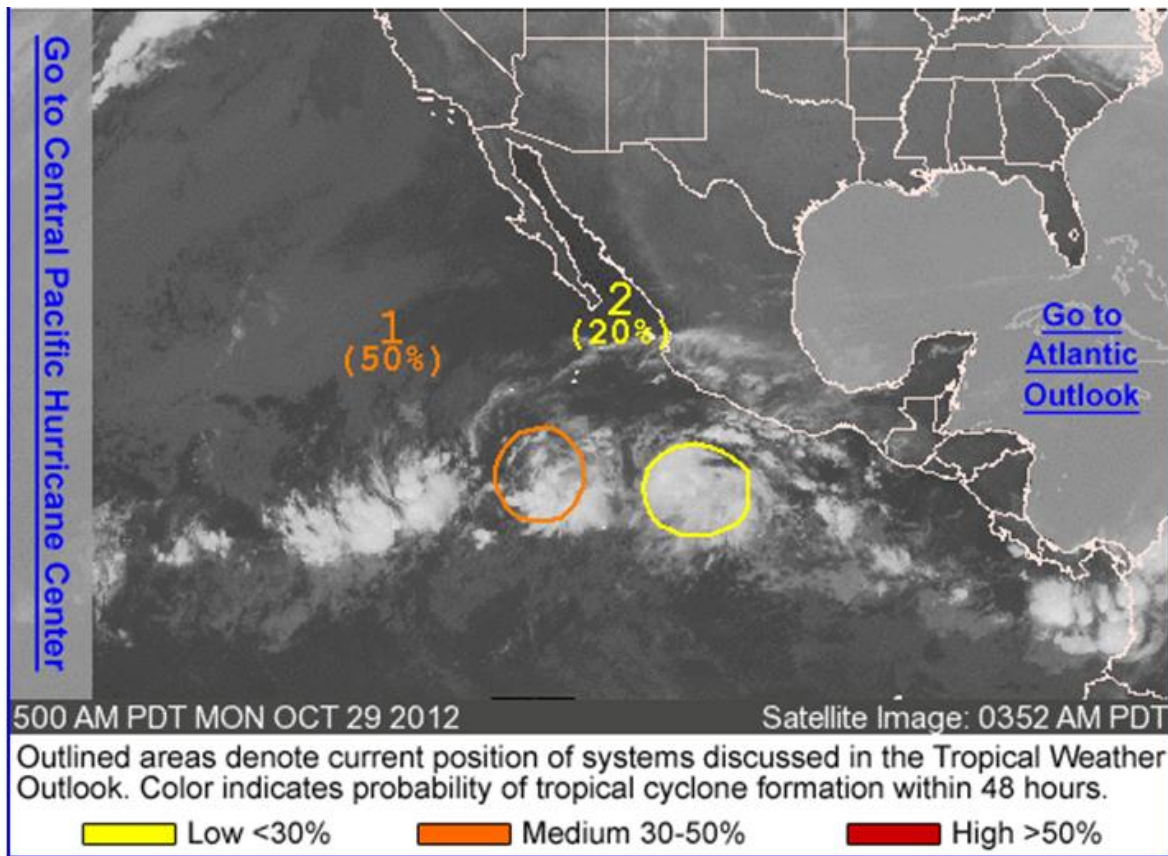 Go to Central Pacific Hurricane Center
1
(50%)
2
(20%)
Go to
Atlantic
Outlook
500 AM PDT MON OCT 29 2012
Satellite Image: 0352 AM PDT
Outlined areas denote current position of systems discussed in the Tropical Weather
Outlook. Color indicates probability of tropical cyclone formation within 48 hours.
Low <30%
Medium 30-50%
High >50%